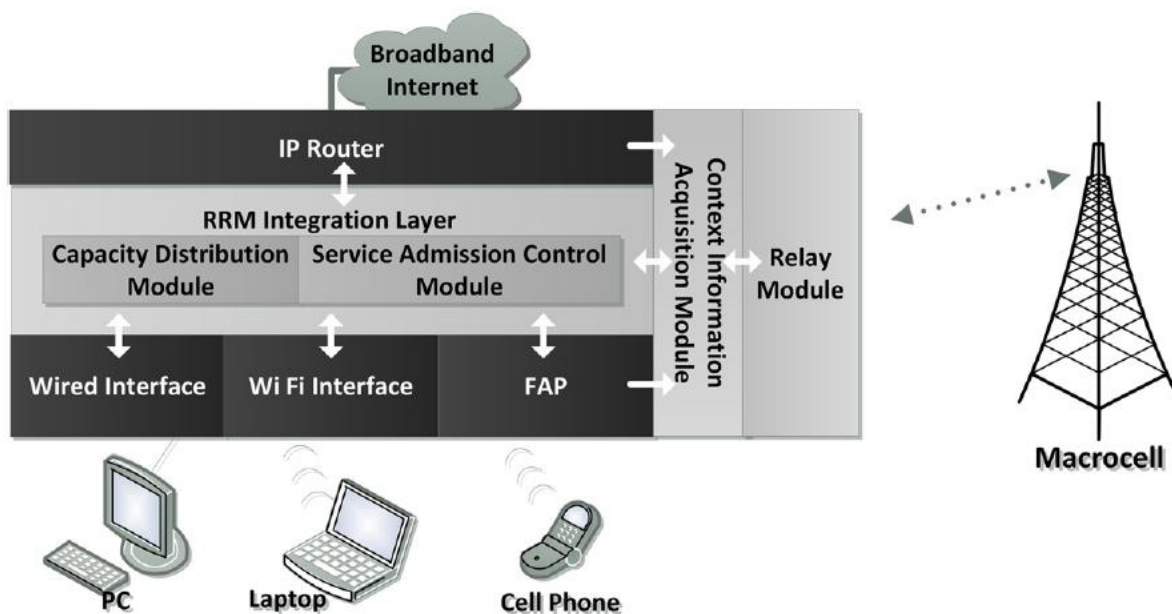 Broadband
Internet
IP Router
RRM Integration Layer
Capacity Distribution
Module
Service Admission Control
Module
Context Information
Acquisition Module
Relay
Module
Wired Interface
Wi Fi Interface
FAP
Macrocell
PC
Laptop
Cell Phone